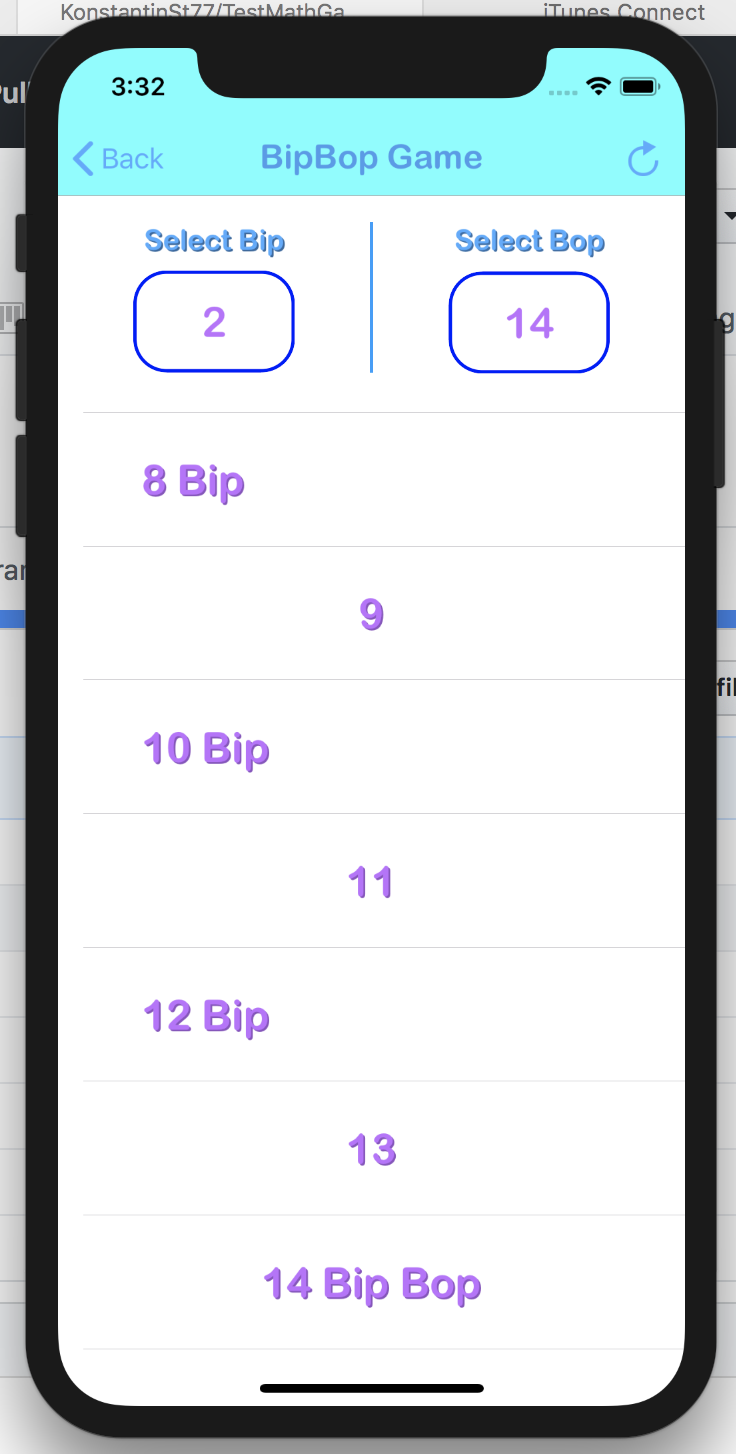 KonstantinSt77/TestMathGa
iTunes Connect
3:32
Back
BipBop Game
Select Bip
Select Bop
2
14
8 Bip
9
10 Bip
11
12 Bip
13
14 Bip Bop